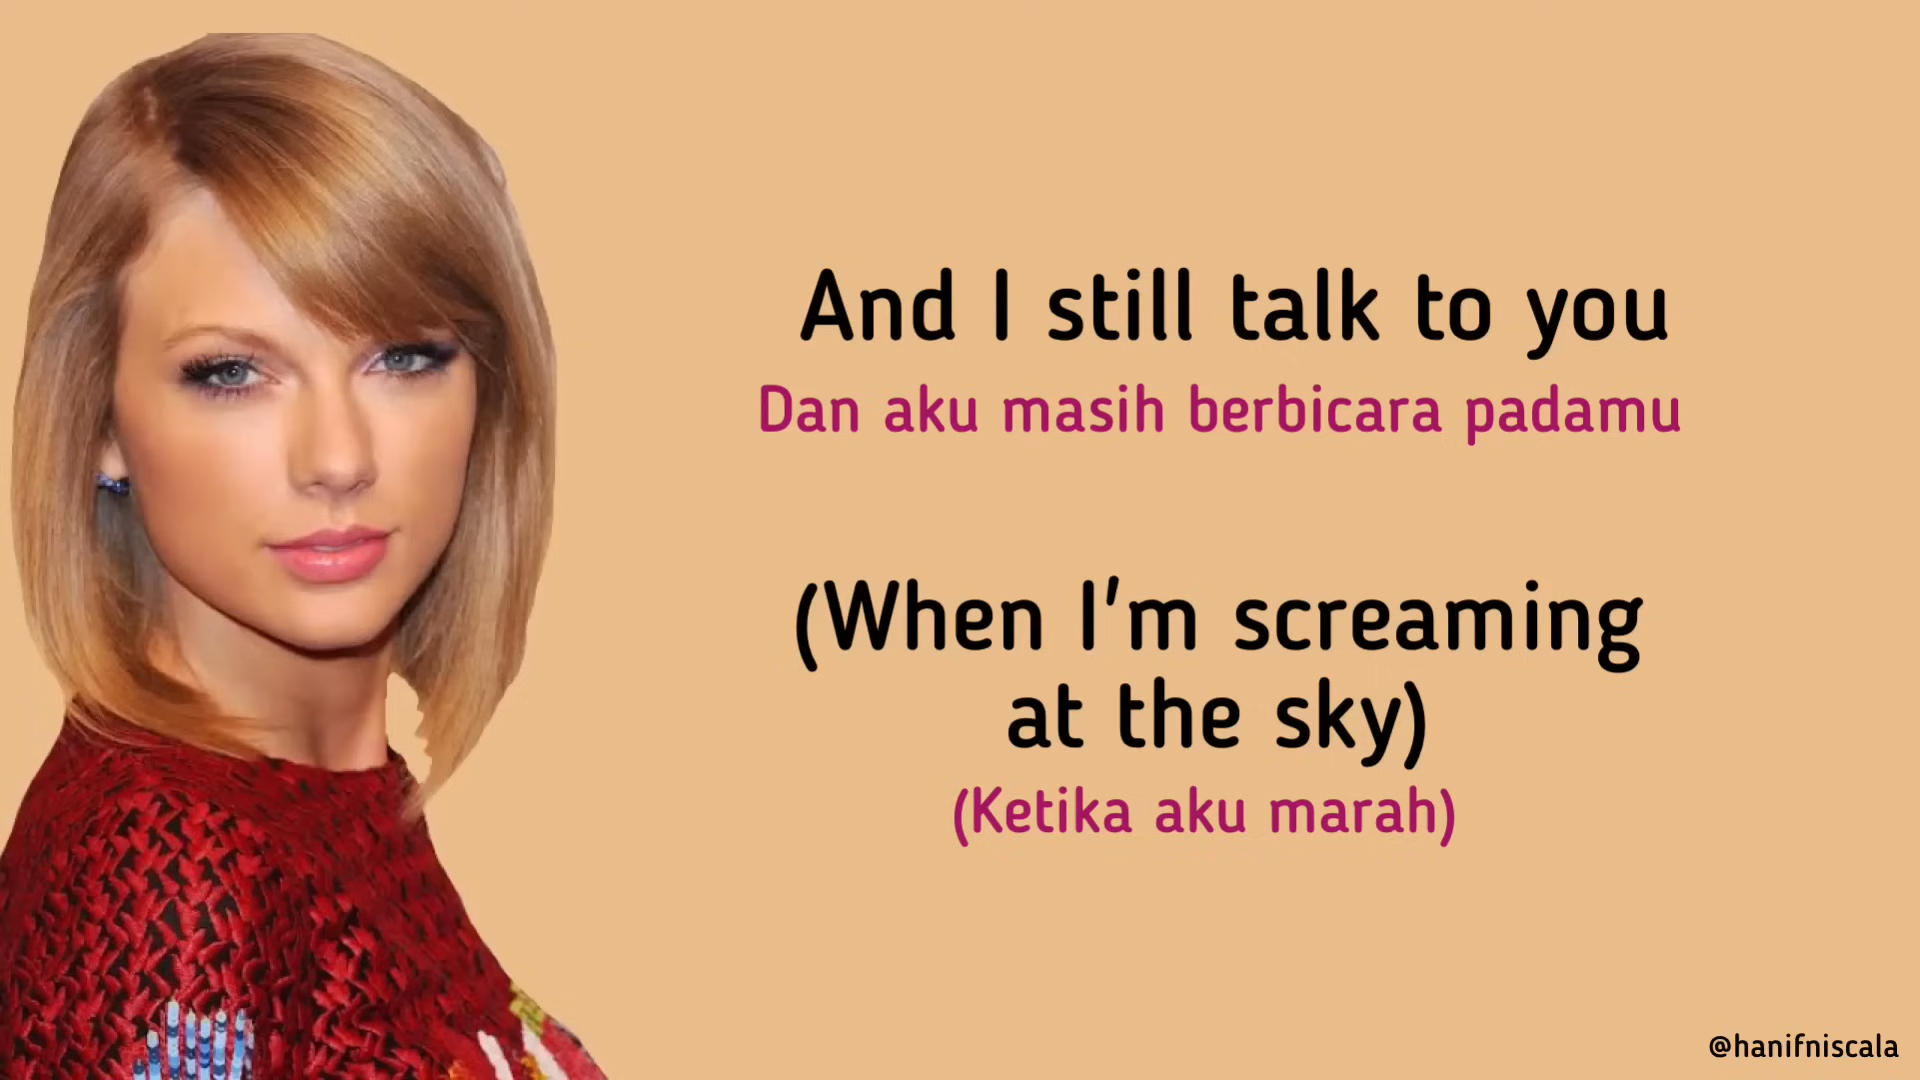 And I still talk to you
Dan aku masih berbicara padamu
(When I'm screaming
at the sky)
(Ketika aku marah)
@hanifniscala